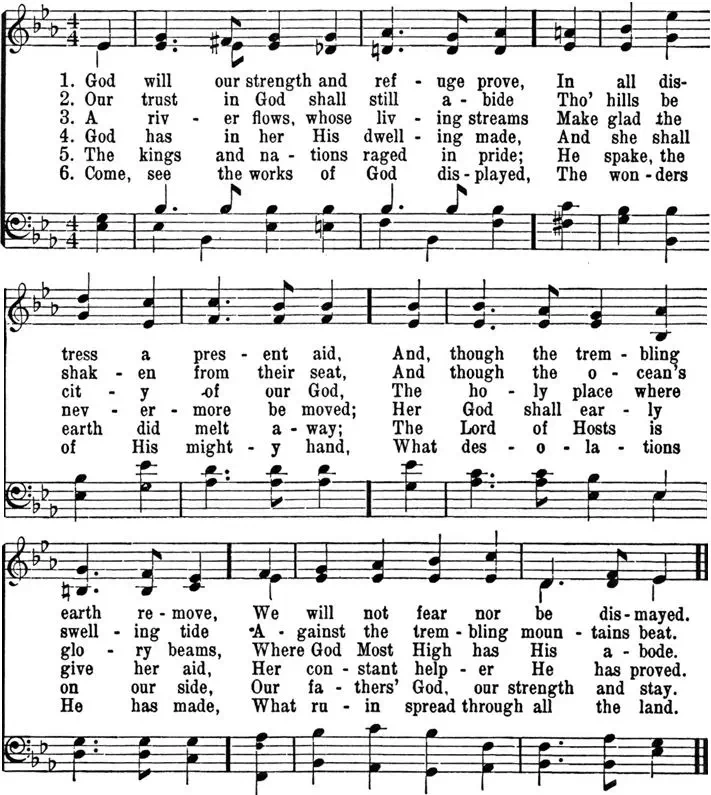 4 4
1. God will our strength and ref - uge prove, In all dis-
2. Our trust in God shall still a - bide Tho' hills be
3. A riv - er flows, whose liv - ing streams Make glad the
4. God has in her His dwell - ing made, And she shall
5. The kings and na - tions raged in pride; He spake, the
6. Come, see the works of God dis - played, The won - ders
4 4
tress a pres - ent aid, And, though the trem - bling
shak - en from their seat, And though the o - cean's
cit - y of our God, The ho - ly place where
nev - er - more be moved; Her God shall ear - ly
earth did melt a - way; The Lord of Hosts is
of His might - y hand, What des - o - la - tions
earth re - move, We will not fear nor be dis - mayed.
swell - ing tide A - gainst the trem - bling moun - tains beat.
glo - ry beams, Where God Most High has His a - bode.
give her aid, Her con - stant help - er He has proved.
on our side, Our fa - thers' God, our strength and stay.
He has made, What ru - in spread through all the land.